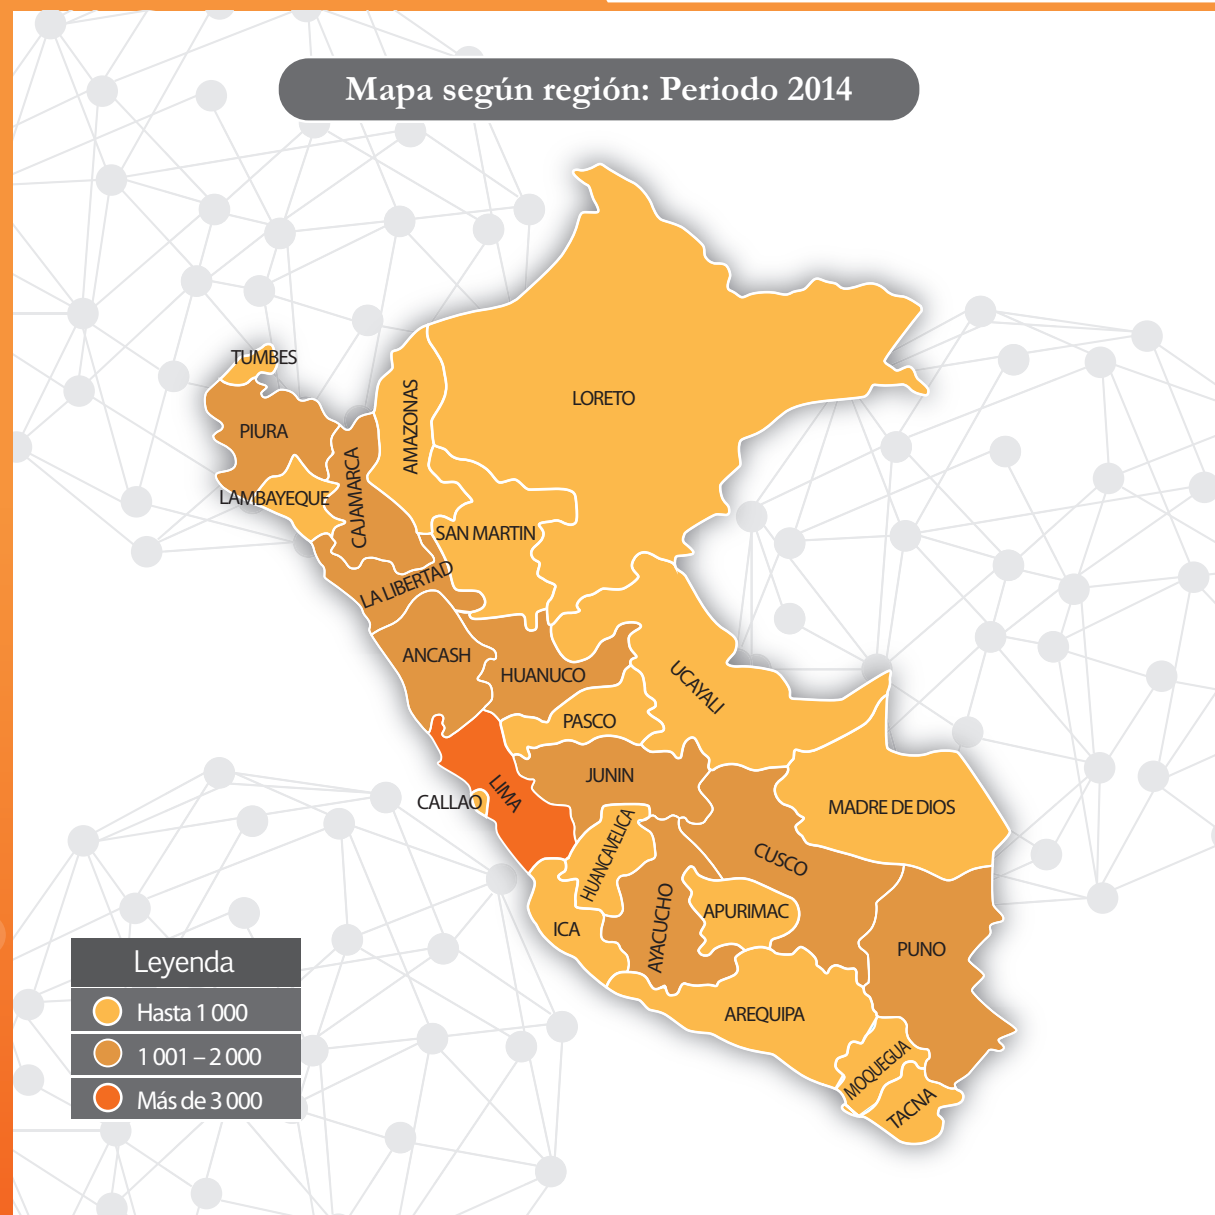 Mapa según región: Periodo 2014
TUMBES
LORETO
AMAZONAS
PIURA
CAJAMARCA
LAMBAYEQUE
SAN MARTIN
LA LIBERTAD
ANCASH
HUANUCO
UCAYALI
PASCO
JUNIN
LIMA
CALLAO
MADRE DE DIOS
HUANCAVELICA
CUSCO
APURIMAC
AYACUCHO
ICA
PUNO
AREQUIPA
MOQUEGUA
TACNA
Leyenda
Hasta 1 000
1 001 – 2 000
Más de 3 000